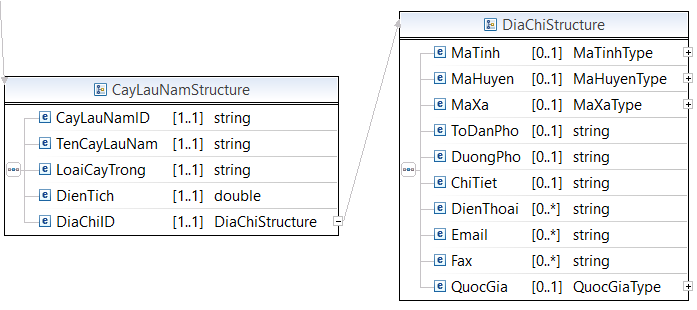 CayLauNamStructure
CayLauNamID [1..1] string
TenCayLauNam [1..1] string
LoaiCayTrong [1..1] string
DienTich [1..1] double
DiaChiID [1..1] DiaChiStructure
DiaChiStructure
MaTinh [0..1] MaTinhType
MaHuyen [0..1] MaHuyenType
MaXa [0..1] MaXaType
ToDanPho [0..1] string
DuongPho [0..1] string
ChiTiet [0..1] string
DienThoai [0..*] string
Email [0..*] string
Fax [0..*] string
QuocGia [0..1] QuocGiaType